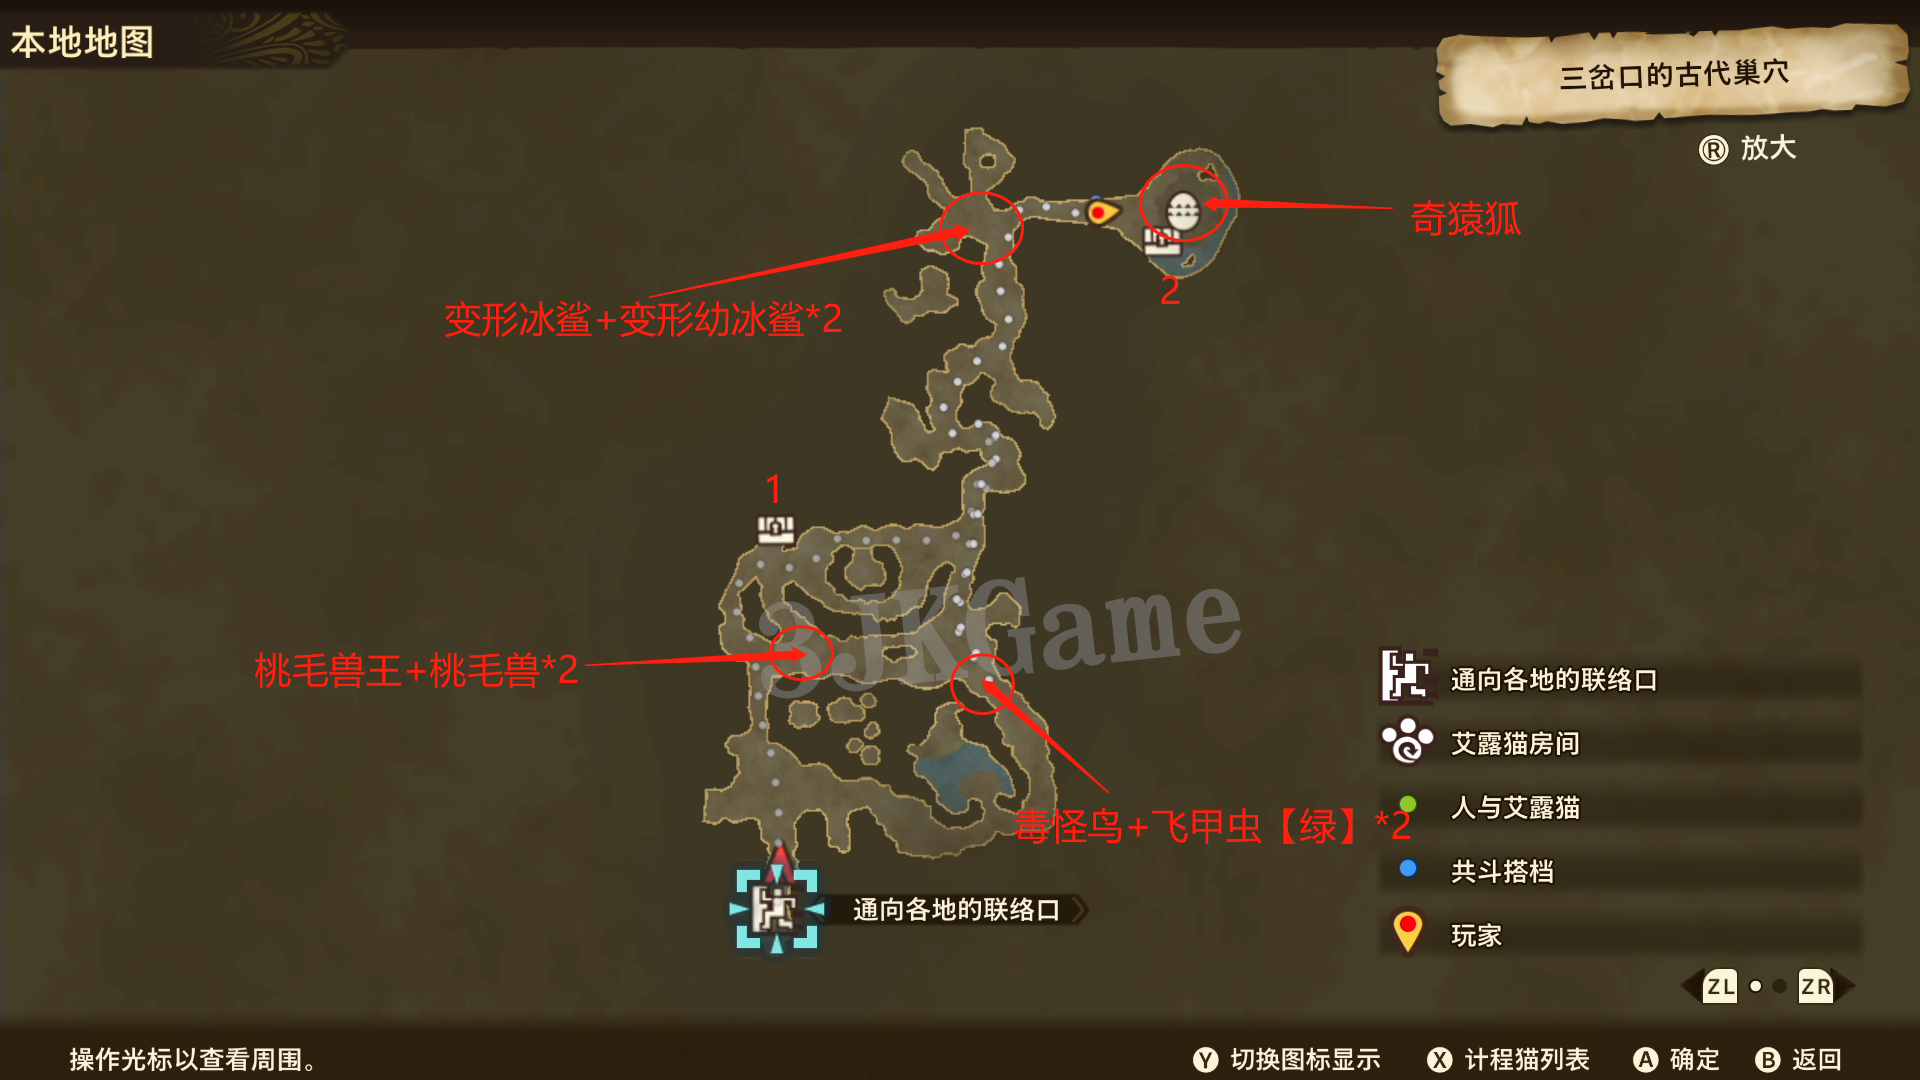 本地地图
三岔口的古代巢穴
R 放大
奇猿狐
2
变形冰鲨+变形幼冰鲨*2
1
3JKGame
桃毛兽王+桃毛兽*2
通向各地的联络口
艾露猫房间
人与艾露猫
毒怪鸟+飞甲虫【绿】*2
共斗搭档
通向各地的联络口
玩家
ZL ZR
操作光标以查看周围。
Y 切换图标显示 X 计程猫列表 A 确定 B 返回